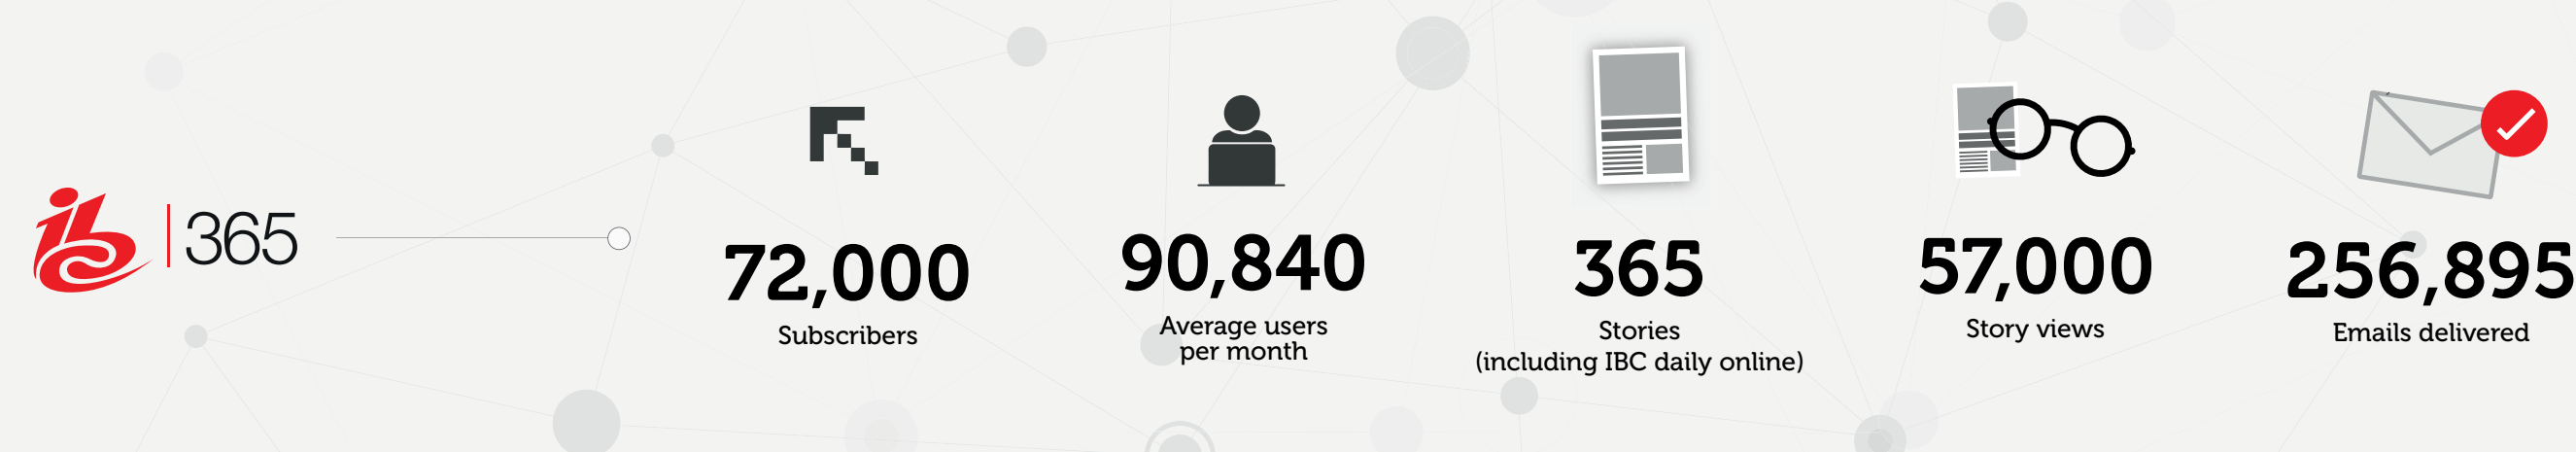 ibc 365
72,000
Subscribers
90,840
Average users
per month
365
Stories
(including IBC daily online)
57,000
Story views
256,895
Emails delivered